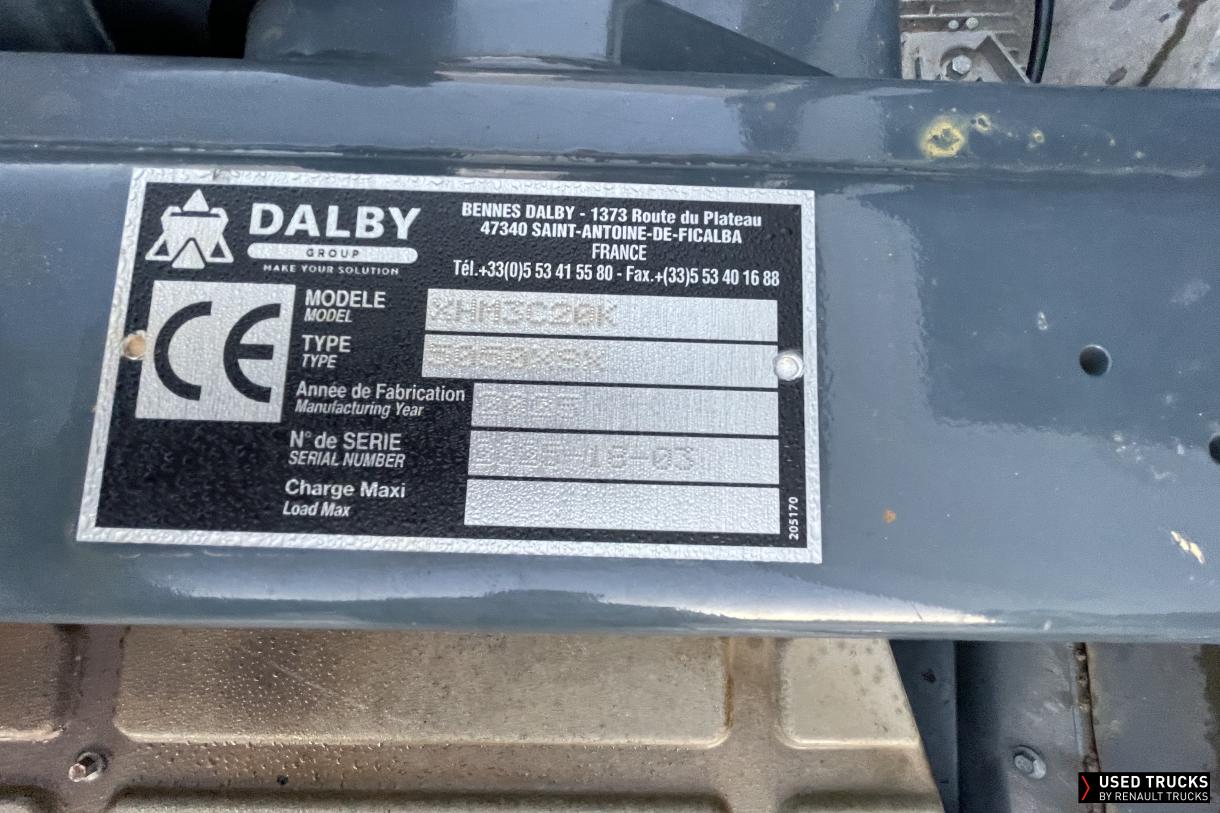 DALBY
GROUP
MAKE YOUR SOLUTION
BENNES DALBY - 1373 Route du Plateau
47340 SAINT-ANTOINE-DE-FICALBA
FRANCE
Tél.+33(0)5 53 41 55 80 - Fax.+(33)5 53 40 16 88
CE
MODELE
MODEL
XHM3C20K
TYPE
TYPE
Année de Fabrication
Manufacturing Year
N° de SERIE
SERIAL NUMBER
Charge Maxi
Load Max
205170
USED TRUCKS
BY RENAULT TRUCKS